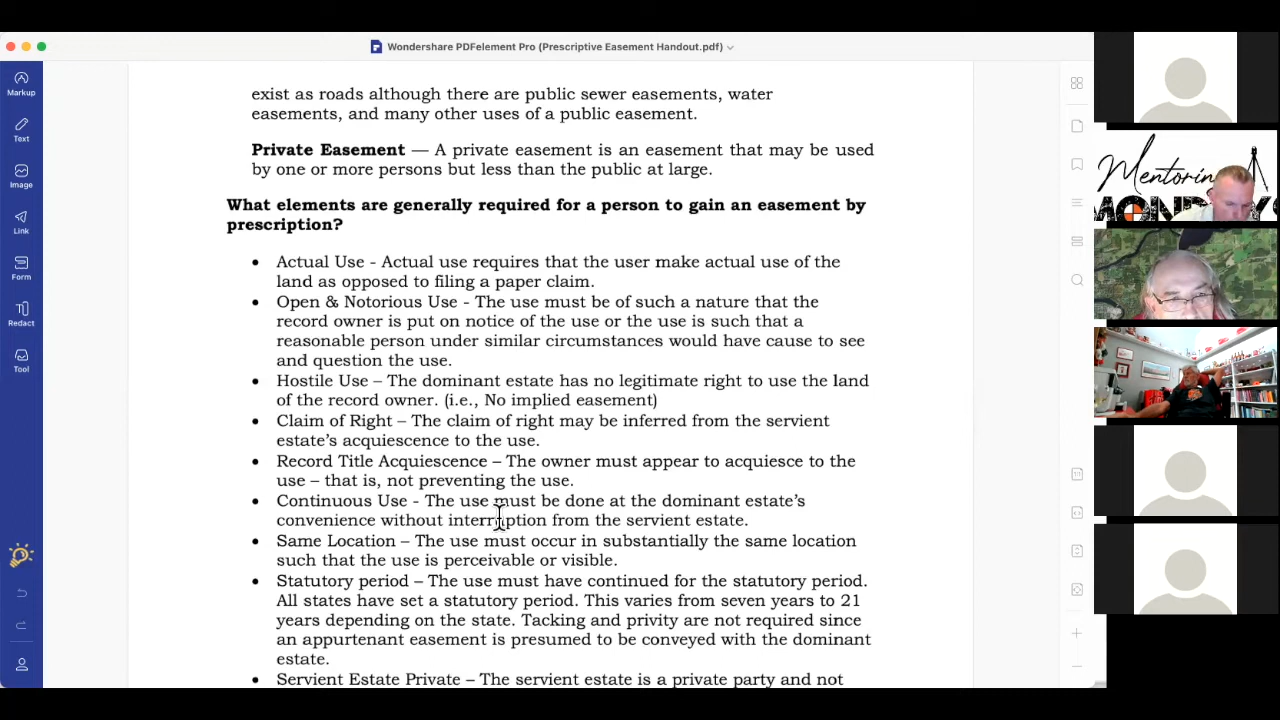 Wondershare PDFelement Pro (Prescriptive Easement Handout.pdf)
Markup
Text
Image
Link
Form
Redact
Tool
exist as roads although there are public sewer easements, water
easements, and many other uses of a public easement.
Private Easement — A private easement is an easement that may be used
by one or more persons but less than the public at large.
What elements are generally required for a person to gain an easement by
prescription?
• Actual Use - Actual use requires that the user make actual use of the
land as opposed to filing a paper claim.
• Open & Notorious Use - The use must be of such a nature that the
record owner is put on notice of the use or the use is such that a
reasonable person under similar circumstances would have cause to see
and question the use.
• Hostile Use – The dominant estate has no legitimate right to use the land
of the record owner. (i.e., No implied easement)
• Claim of Right – The claim of right may be inferred from the servient
estate's acquiescence to the use.
• Record Title Acquiescence – The owner must appear to acquiesce to the
use – that is, not preventing the use.
• Continuous Use - The use must be done at the dominant estate's
convenience without interruption from the servient estate.
• Same Location – The use must occur in substantially the same location
such that the use is perceivable or visible.
• Statutory period – The use must have continued for the statutory period.
All states have set a statutory period. This varies from seven years to 21
years depending on the state. Tacking and privity are not required since
an appurtenant easement is presumed to be conveyed with the dominant
estate.
• Servient Estate Private – The servient estate is a private party and not
Mentoring